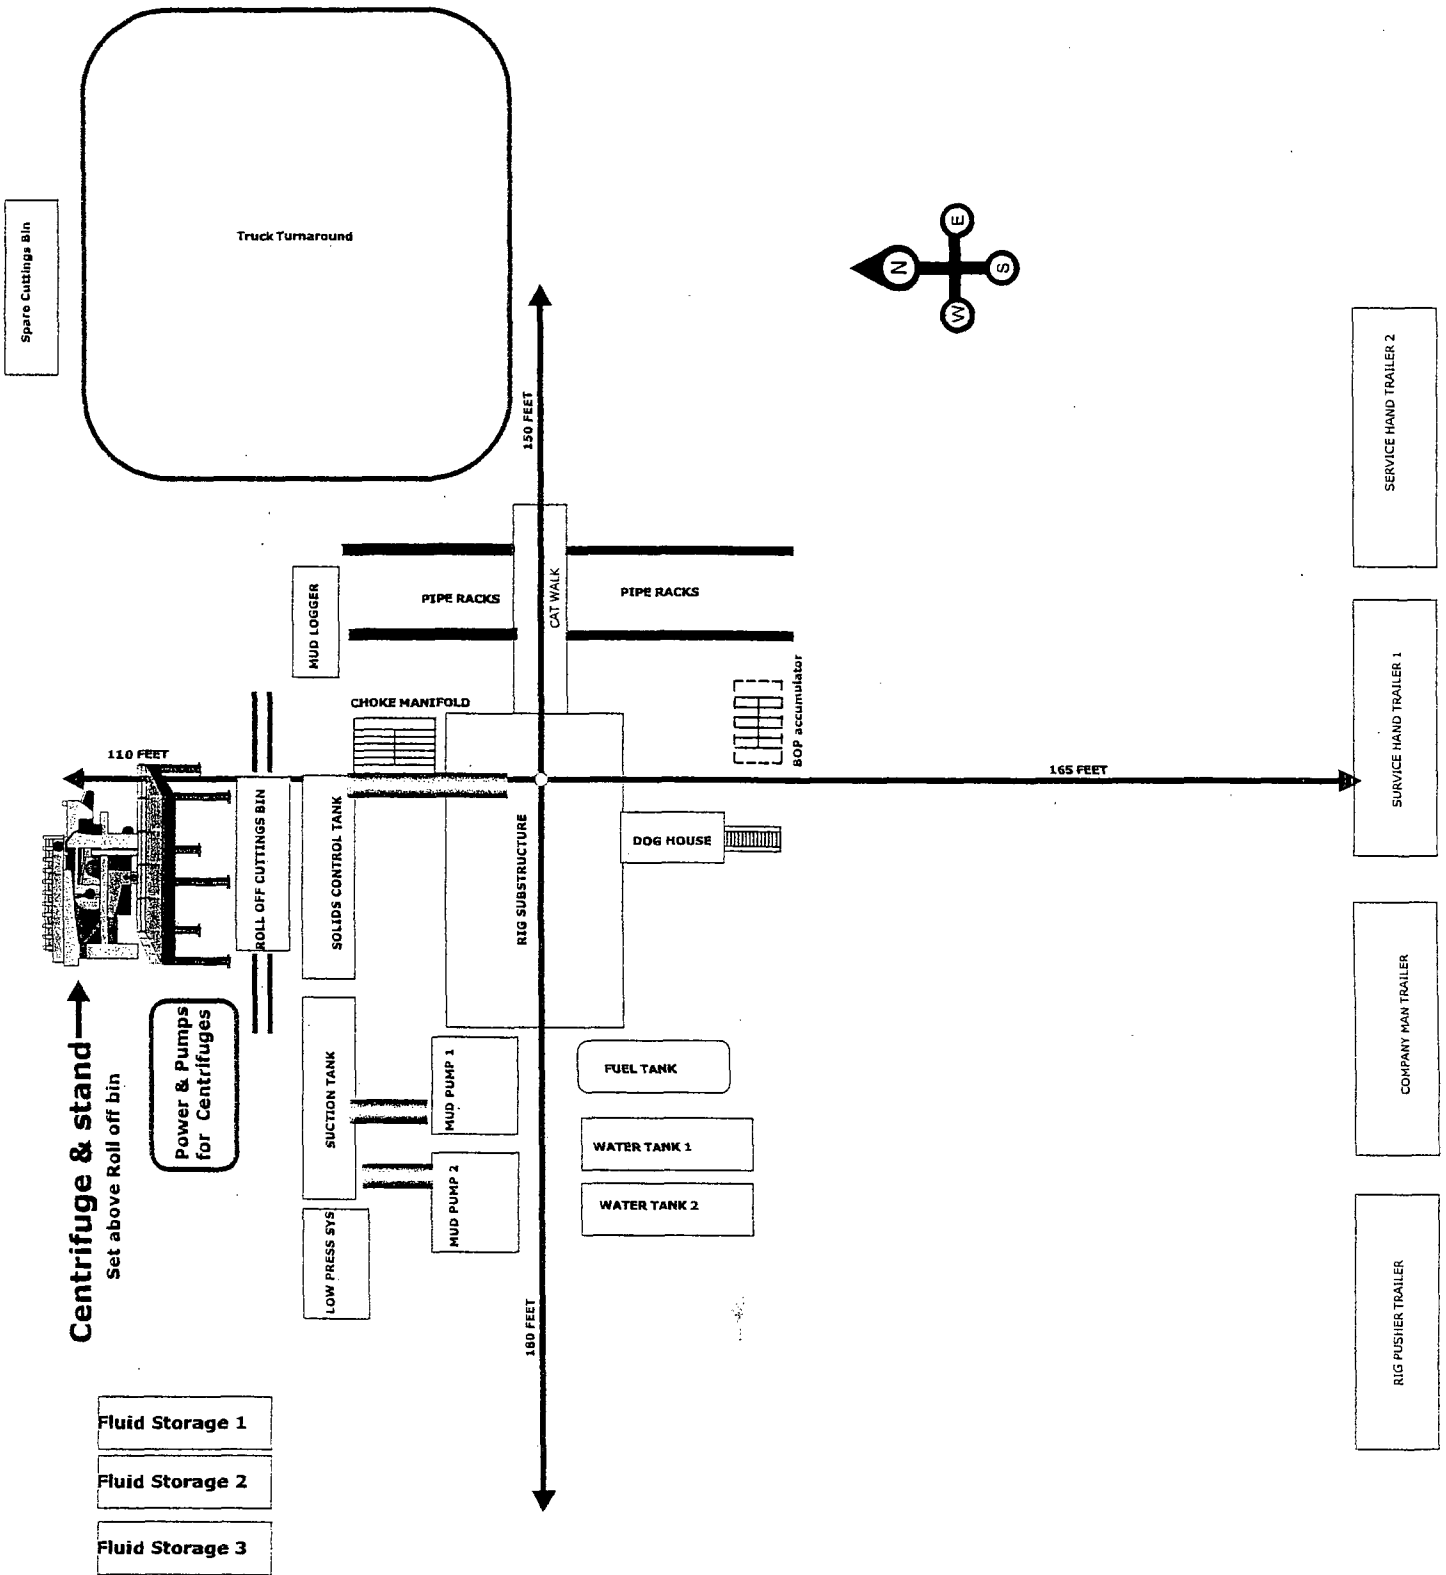 Spare Cuttings Bin
Truck Turnaround
N
E
S
W
150 FEET
SERVICE HAND TRAILER 2
MUD LOGGER
PIPE RACKS
CAT WALK
PIPE RACKS
CHOKE MANIFOLD
BOP accumulator
110 FEET
165 FEET
SURVICE HAND TRAILER 1
ROLL OFF CUTTINGS BIN
SOLIDS CONTROL TANK
RIG SUBSTRUCTURE
DOG HOUSE
Centrifuge & stand
Set above Roll off bin
Power & Pumps
for Centrifuges
SUCTION TANK
MUD PUMP 1
FUEL TANK
COMPANY MAN TRAILER
WATER TANK 1
MUD PUMP 2
WATER TANK 2
LOW PRESS SYS
180 FEET
RIG PUSHER TRAILER
Fluid Storage 1
Fluid Storage 2
Fluid Storage 3